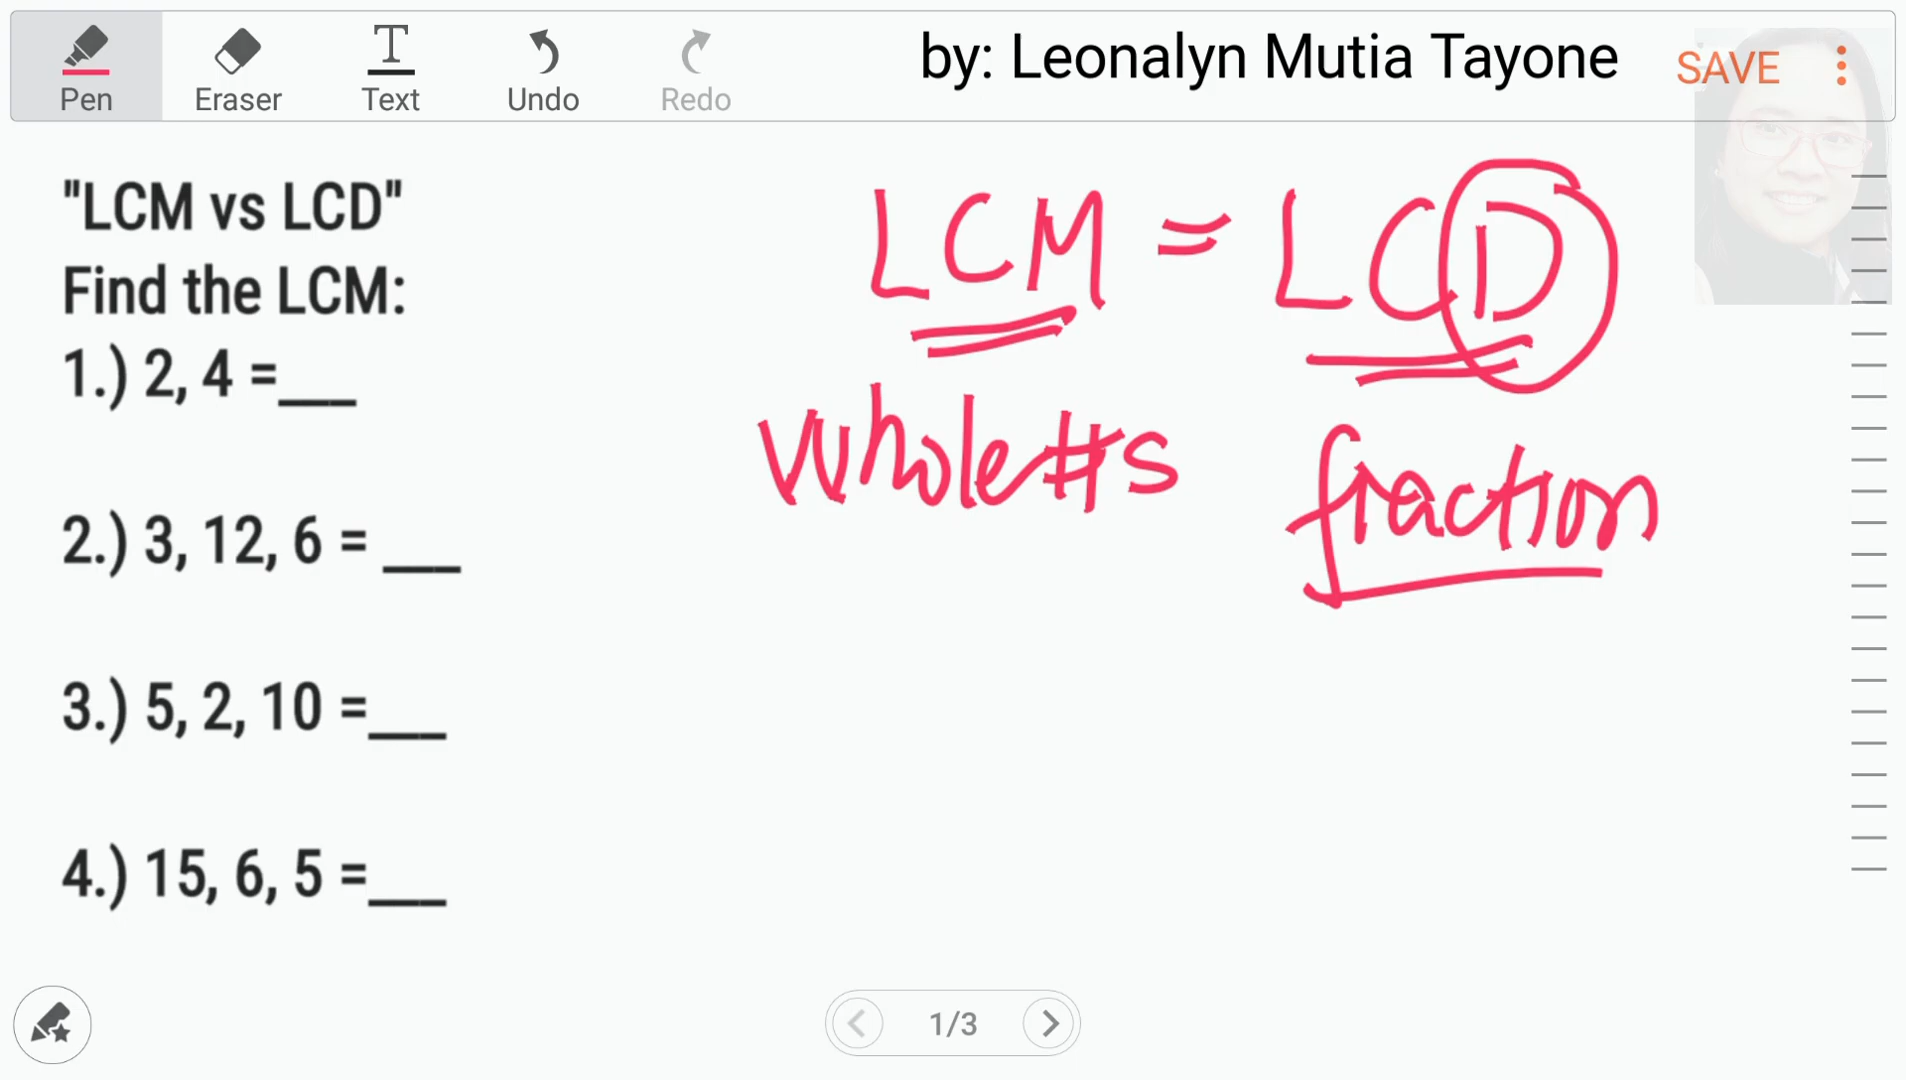 Pen Eraser Text Undo Redo by: Leonalyn Mutia Tayone SAVE
"LCM vs LCD"
Find the LCM:
1.) 2, 4 =___
2.) 3, 12, 6 = ___
3.) 5, 2, 10 =___
4.) 15, 6, 5 =___
LCM = LCD
Whole #s fraction
1/3